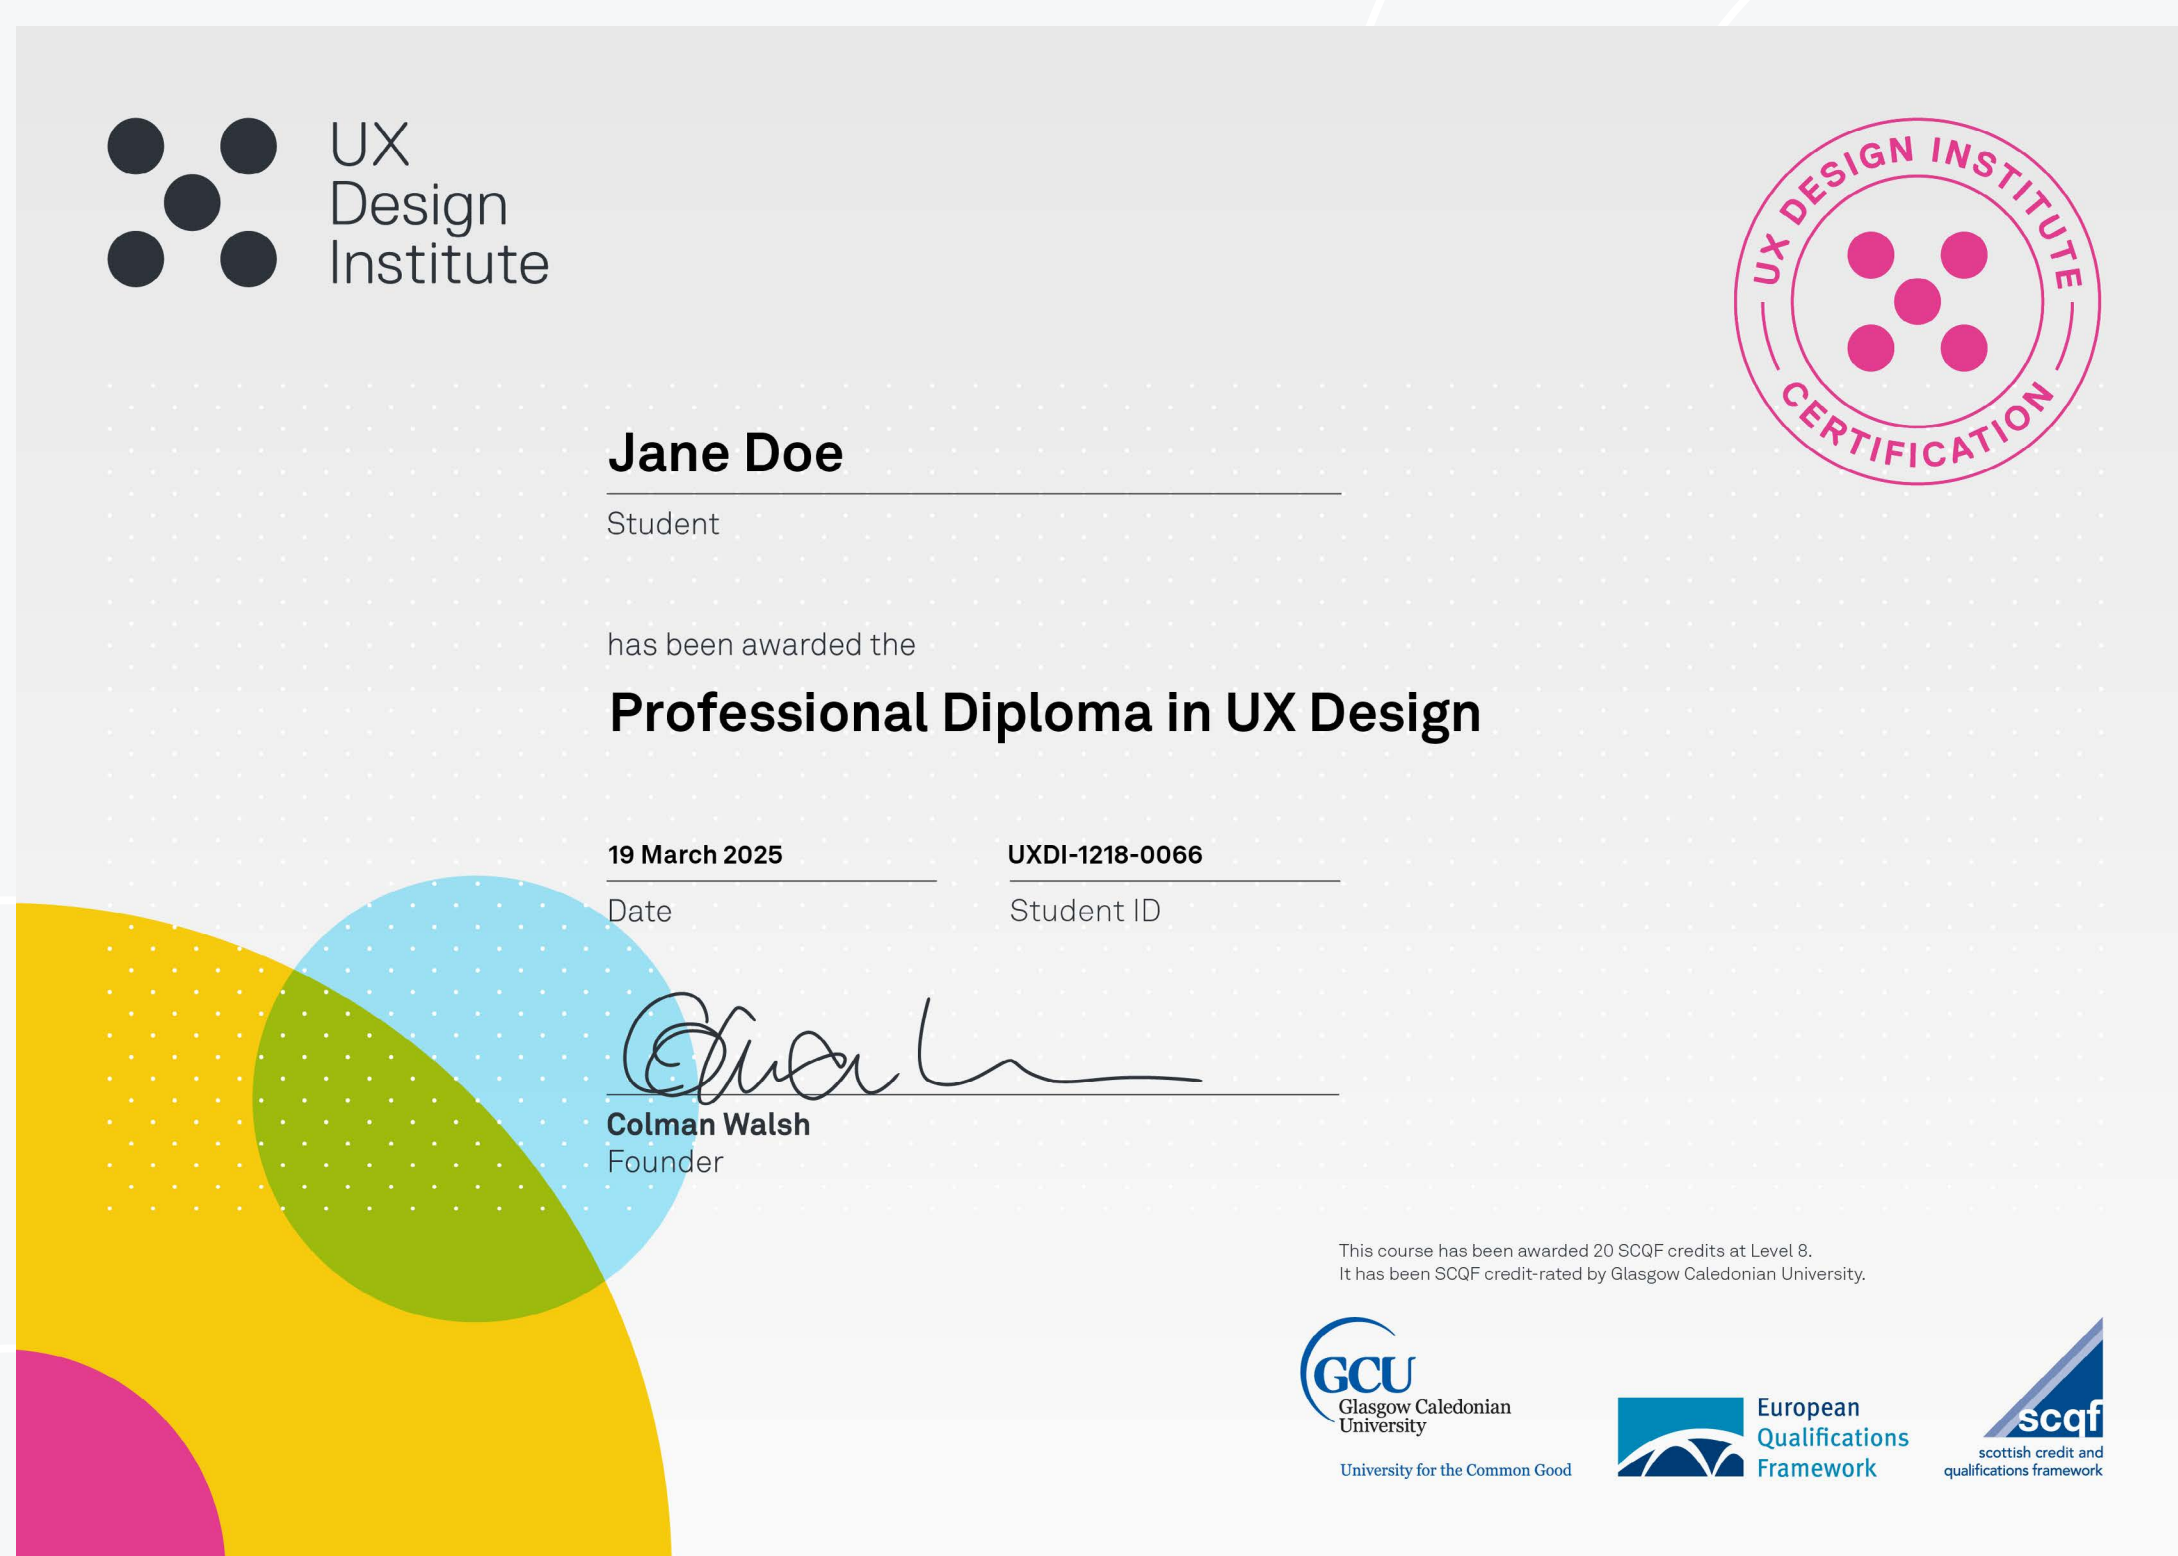 UX
Design
Institute
UX DESIGN INSTITUTE
CERTIFICATION
Jane Doe
Student
has been awarded the
Professional Diploma in UX Design
19 March 2025
UXDI-1218-0066
Date
Student ID
Colman Walsh
Founder
This course has been awarded 20 SCQF credits at Level 8.
It has been SCQF credit-rated by Glasgow Caledonian University.
GCU
Glasgow Caledonian
University
University for the Common Good
European
Qualifications
Framework
scqf
scottish credit and
qualifications framework